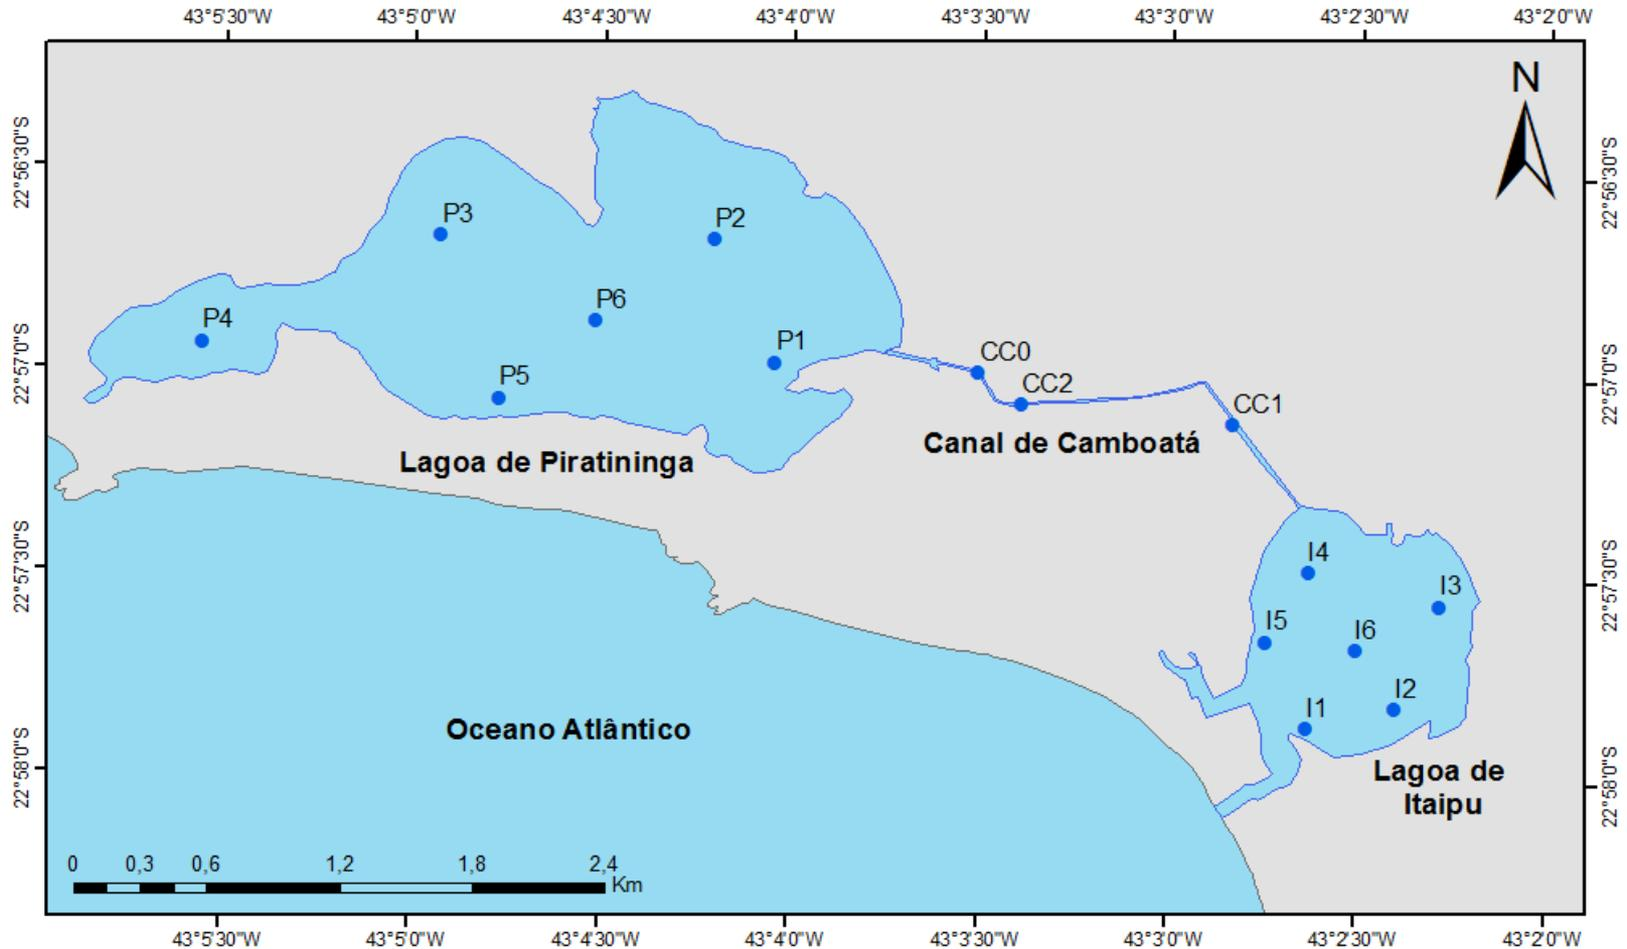 43°5'30"W 43°5'0"W 43°4'30"W 43°4'0"W 43°3'30"W 43°3'0"W 43°2'30"W 43°2'0"W
N
22°56'30"S
22°56'30"S
P3
P2
P6
P4
P1
CC0
22°57'0"S
22°57'0"S
P5
CC2
CC1
Canal de Camboatá
Lagoa de Piratininga
22°57'30"S
22°57'30"S
I4
I3
I5
I6
I2
I1
Oceano Atlântico
22°58'0"S
22°58'0"S
Lagoa de
Itaipu
0 0,3 0,6 1,2 1,8 2,4
Km
43°5'30"W 43°5'0"W 43°4'30"W 43°4'0"W 43°3'30"W 43°3'0"W 43°2'30"W 43°2'0"W